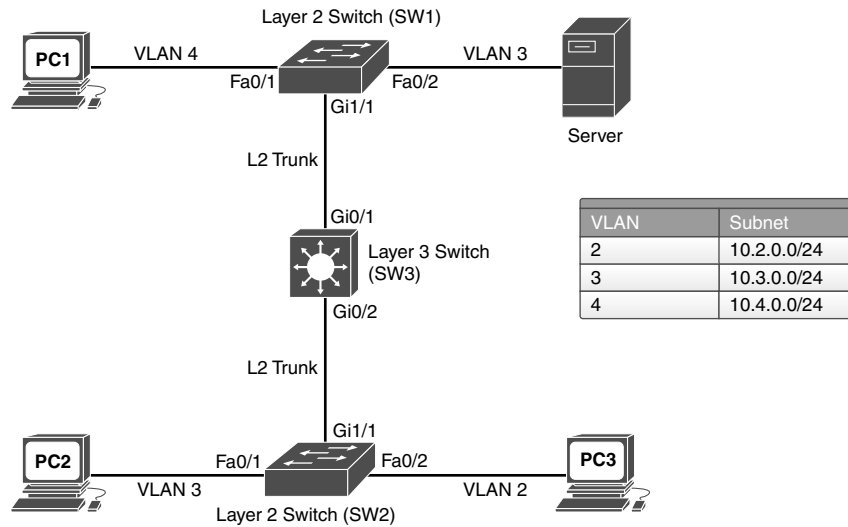 Layer 2 Switch (SW1)
PC1
VLAN 4
VLAN 3
Fa0/1
Fa0/2
Gi1/1
Server
L2 Trunk
Gi0/1
Layer 3 Switch
(SW3)
Gi0/2
VLAN Subnet
2 10.2.0.0/24
3 10.3.0.0/24
4 10.4.0.0/24
L2 Trunk
Gi1/1
PC2
Fa0/1
Fa0/2
PC3
VLAN 3
VLAN 2
Layer 2 Switch (SW2)